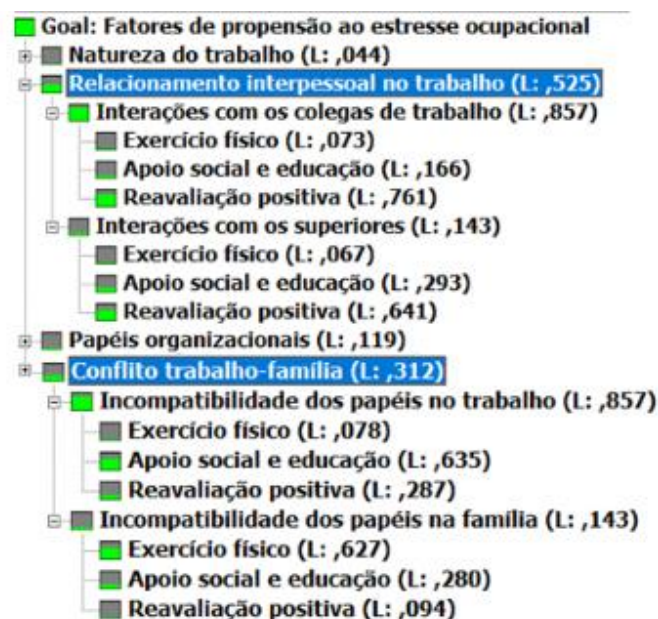 Goal: Fatores de propensão ao estresse ocupacional
Natureza do trabalho (L: ,044)
Relacionamento interpessoal no trabalho (L: ,525)
Interações com os colegas de trabalho (L: ,857)
Exercício físico (L: ,073)
Apoio social e educação (L: ,166)
Reavaliação positiva (L: ,761)
Interações com os superiores (L: ,143)
Exercício físico (L: ,067)
Apoio social e educação (L: ,293)
Reavaliação positiva (L: ,641)
Papéis organizacionais (L: ,119)
Conflito trabalho-família (L: ,312)
Incompatibilidade dos papéis no trabalho (L: ,857)
Exercício físico (L: ,078)
Apoio social e educação (L: ,635)
Reavaliação positiva (L: ,287)
Incompatibilidade dos papéis na família (L: ,143)
Exercício físico (L: ,627)
Apoio social e educação (L: ,280)
Reavaliação positiva (L: ,094)